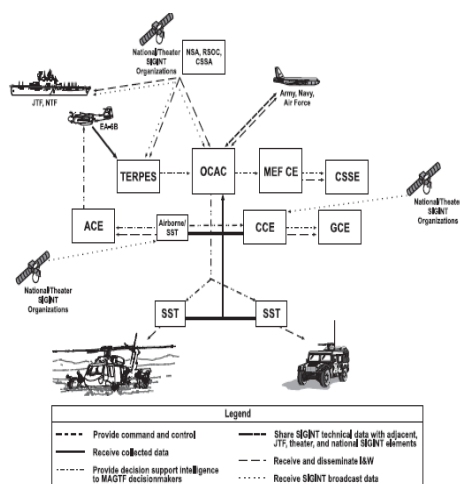 National/Theater
SIGINT
Organizations
NSA, RSOC,
CSSA
JTF, NTF
EA-6B
Army, Navy,
Air Force
TERPES
OCAC
MEF CE
CSSE
ACE
Airborne/
SST
CCE
GCE
National/Theate
SIGINT
Organizations
National/Theater
SIGINT
Organizations
SST
SST
Legend
Provide command and control
Receive collected data
Provide decision support intelligence
to MAGTF decisionmakers
Share SIGINT technical data with adjacent,
JTF, theater, and national SIGINT elements
Receive and disseminate I&W
Receive SIGINT broadcast data